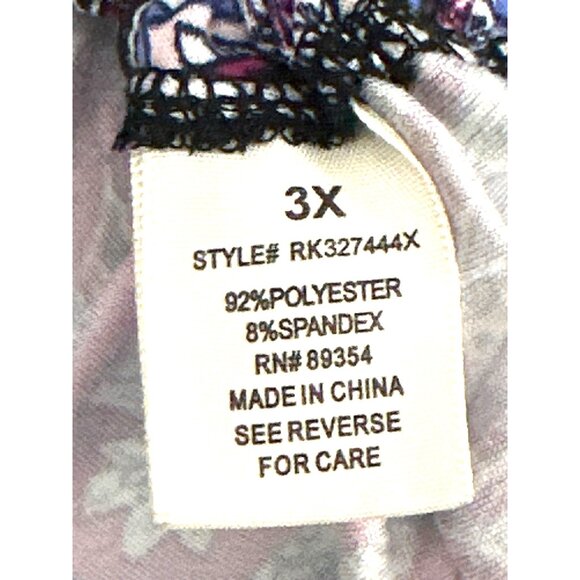 3X
STYLE# RK327444X
92%POLYESTER
8%SPANDEX
RN# 89354
MADE IN CHINA
SEE REVERSE
FOR CARE